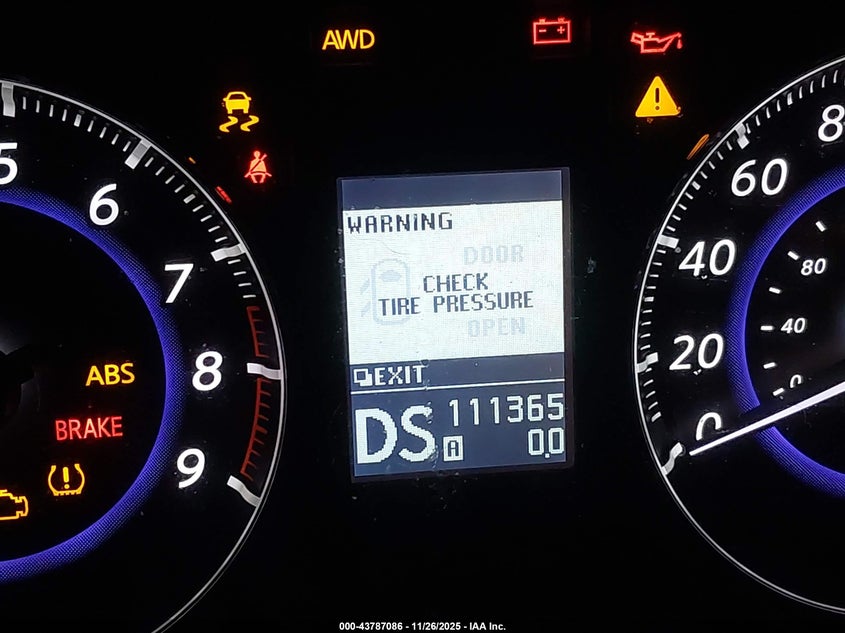 AWD
5
6
7
8
9
ABS
BRAKE
WARNING
DOOR
CHECK
TIRE PRESSURE
OPEN
EXIT
DS
A
111365
0.0
80
60
40
20
0
80
40
0
000-43787086 - 11/26/2025 - IAA Inc.